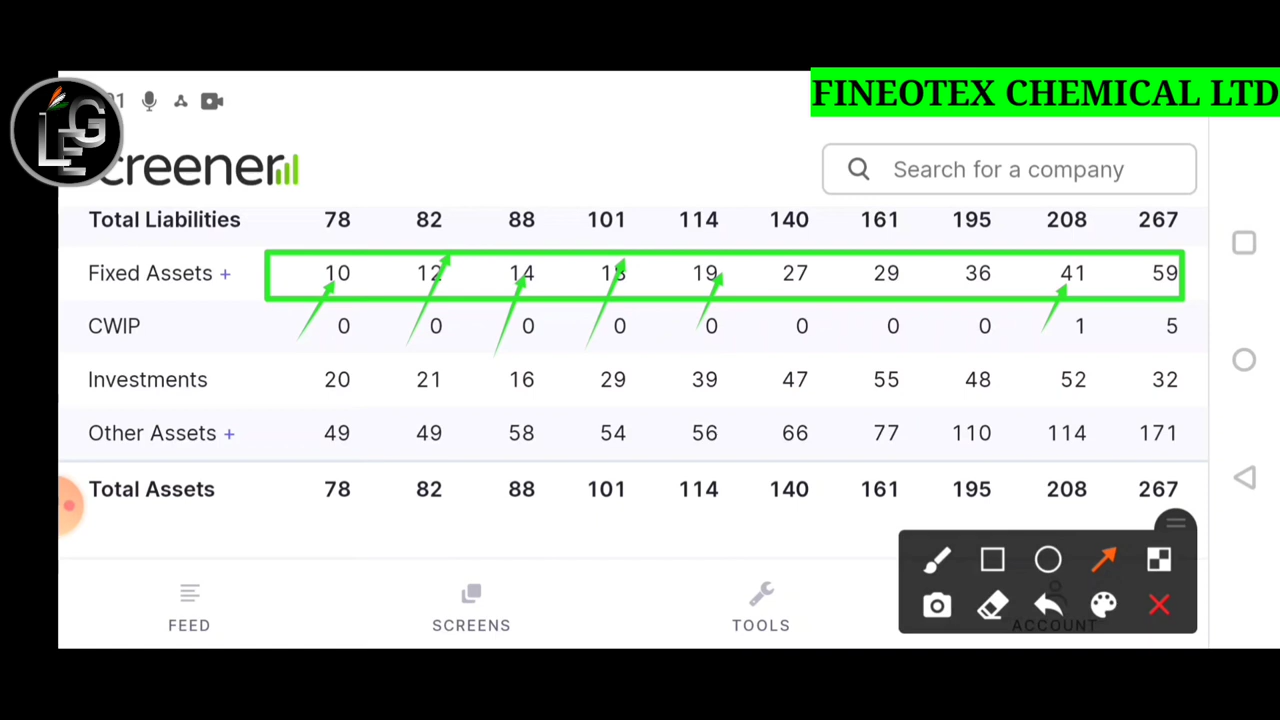 FINEOTEX CHEMICAL LTD
LEG
screener
Search for a company
Total Liabilities 78 82 88 101 114 140 161 195 208 267
Fixed Assets + 10 12 14 18 19 27 29 36 41 59
CWIP 0 0 0 0 0 0 0 0 1 5
Investments 20 21 16 29 39 47 55 48 52 32
Other Assets + 49 49 58 54 56 66 77 110 114 171
Total Assets 78 82 88 101 114 140 161 195 208 267
FEED SCREENS TOOLS ACCOUNT